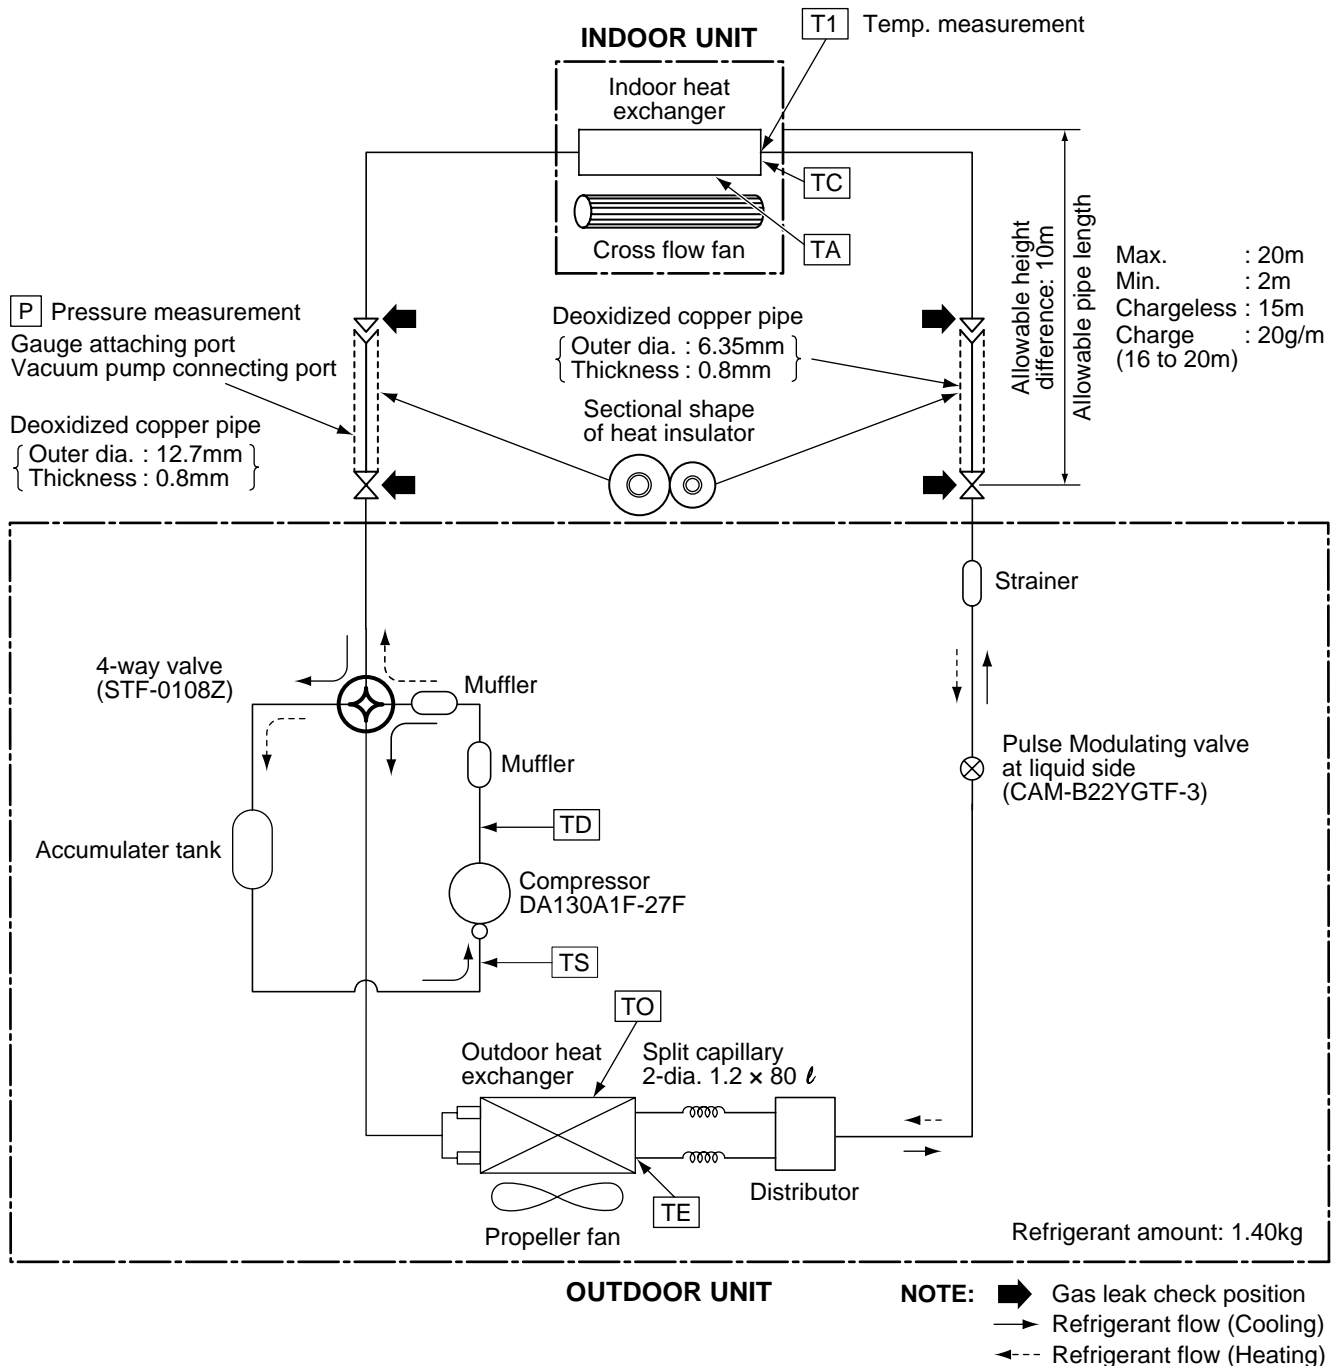 T1 Temp. measurement
INDOOR UNIT
Indoor heat
exchanger
TC
TA
Cross flow fan
Allowable height
difference: 10m
Allowable pipe length
Max. : 20m
Min. : 2m
Chargeless : 15m
Charge : 20g/m
(16 to 20m)
P Pressure measurement
Gauge attaching port
Vacuum pump connecting port
Deoxidized copper pipe
Outer dia. : 12.7mm
Thickness : 0.8mm
Deoxidized copper pipe
Outer dia. : 6.35mm
Thickness : 0.8mm
Sectional shape
of heat insulator
Strainer
4-way valve
(STF-0108Z)
Muffler
Muffler
Pulse Modulating valve
at liquid side
(CAM-B22YGTF-3)
TD
Accumulater tank
Compressor
DA130A1F-27F
TS
TO
Outdoor heat
exchanger
Split capillary
2-dia. 1.2 × 80 ℓ
TE
Distributor
Propeller fan
Refrigerant amount: 1.40kg
OUTDOOR UNIT
NOTE: Gas leak check position
Refrigerant flow (Cooling)
Refrigerant flow (Heating)